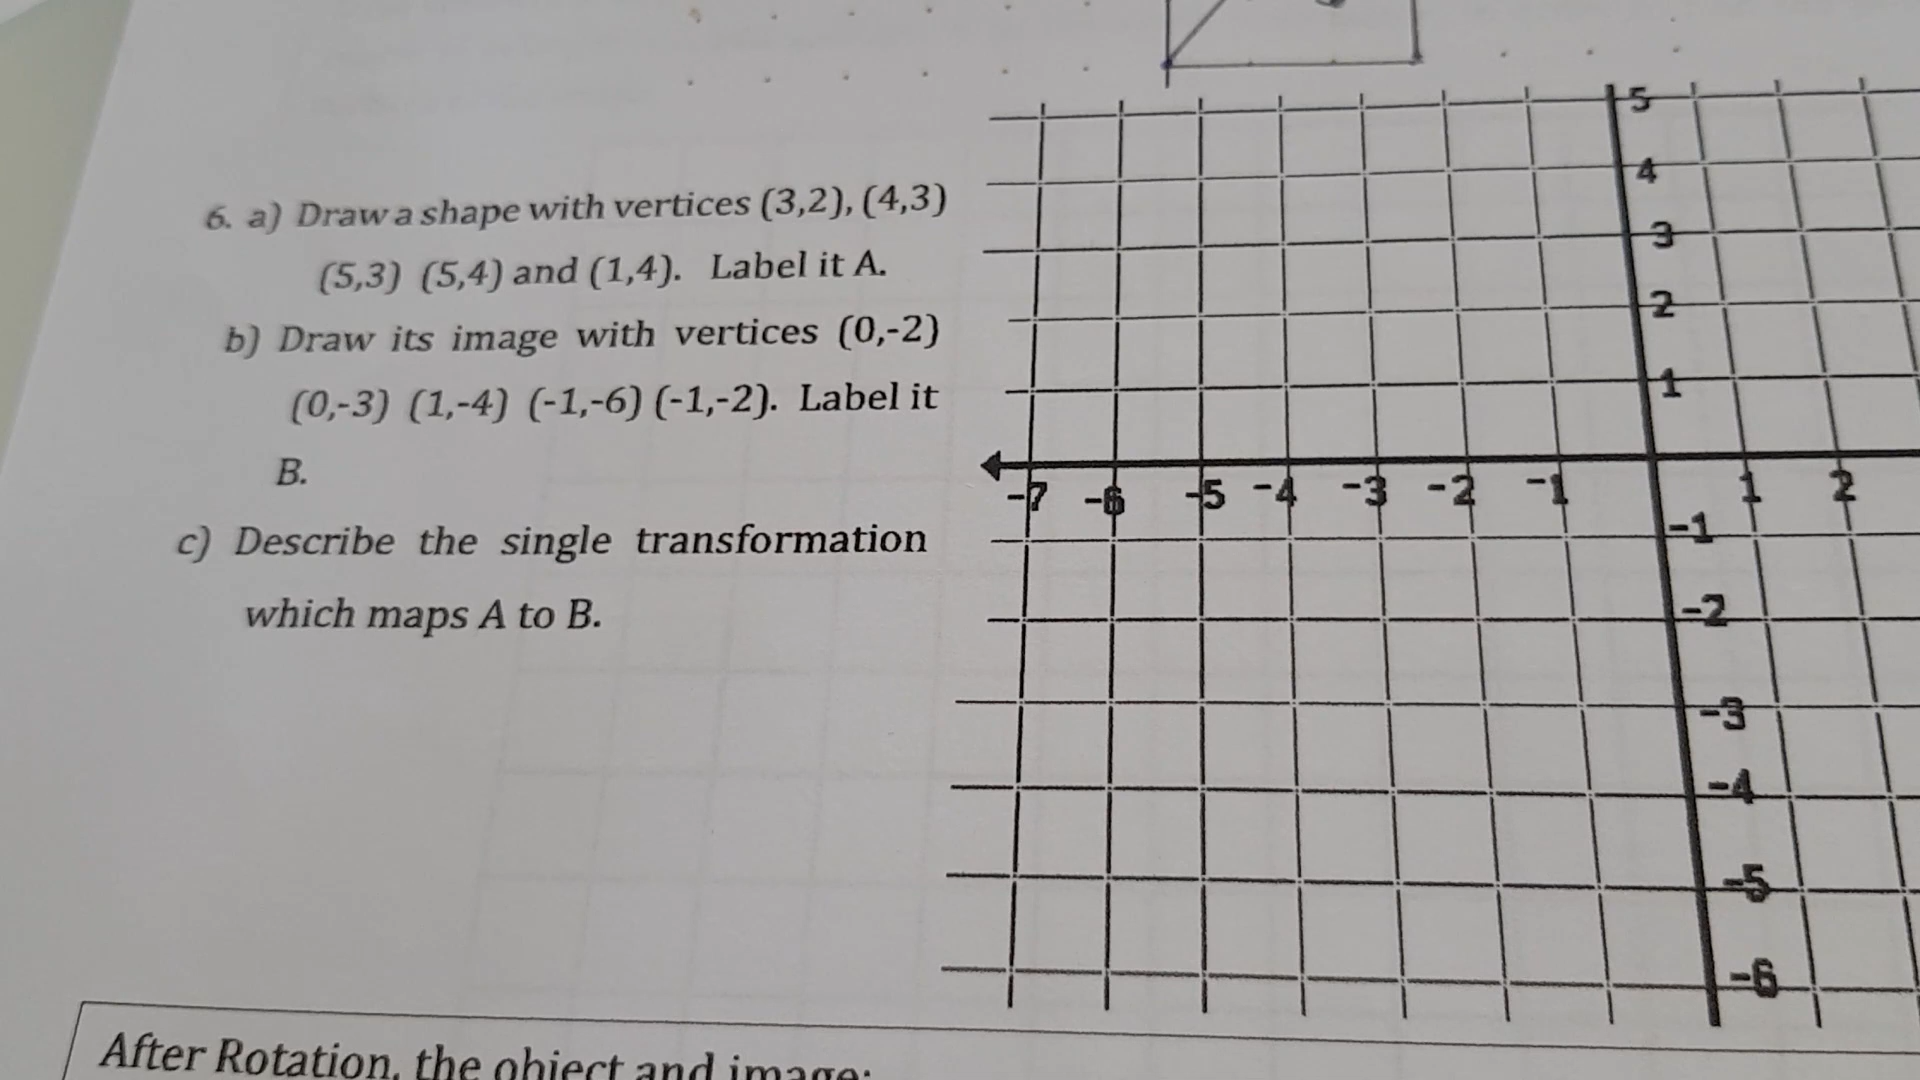 6. a) Draw a shape with vertices (3,2), (4,3)
(5,3) (5,4) and (1,4). Label it A.
b) Draw its image with vertices (0,-2)
(0,-3) (1,-4) (-1,-6) (-1,-2). Label it
B.
c) Describe the single transformation
which maps A to B.
5
4
3
2
1
-7 -6 -5 -4 -3 -2 -1 1 2
-1
-2
-3
-4
-5
-6
After Rotation, the object and image: